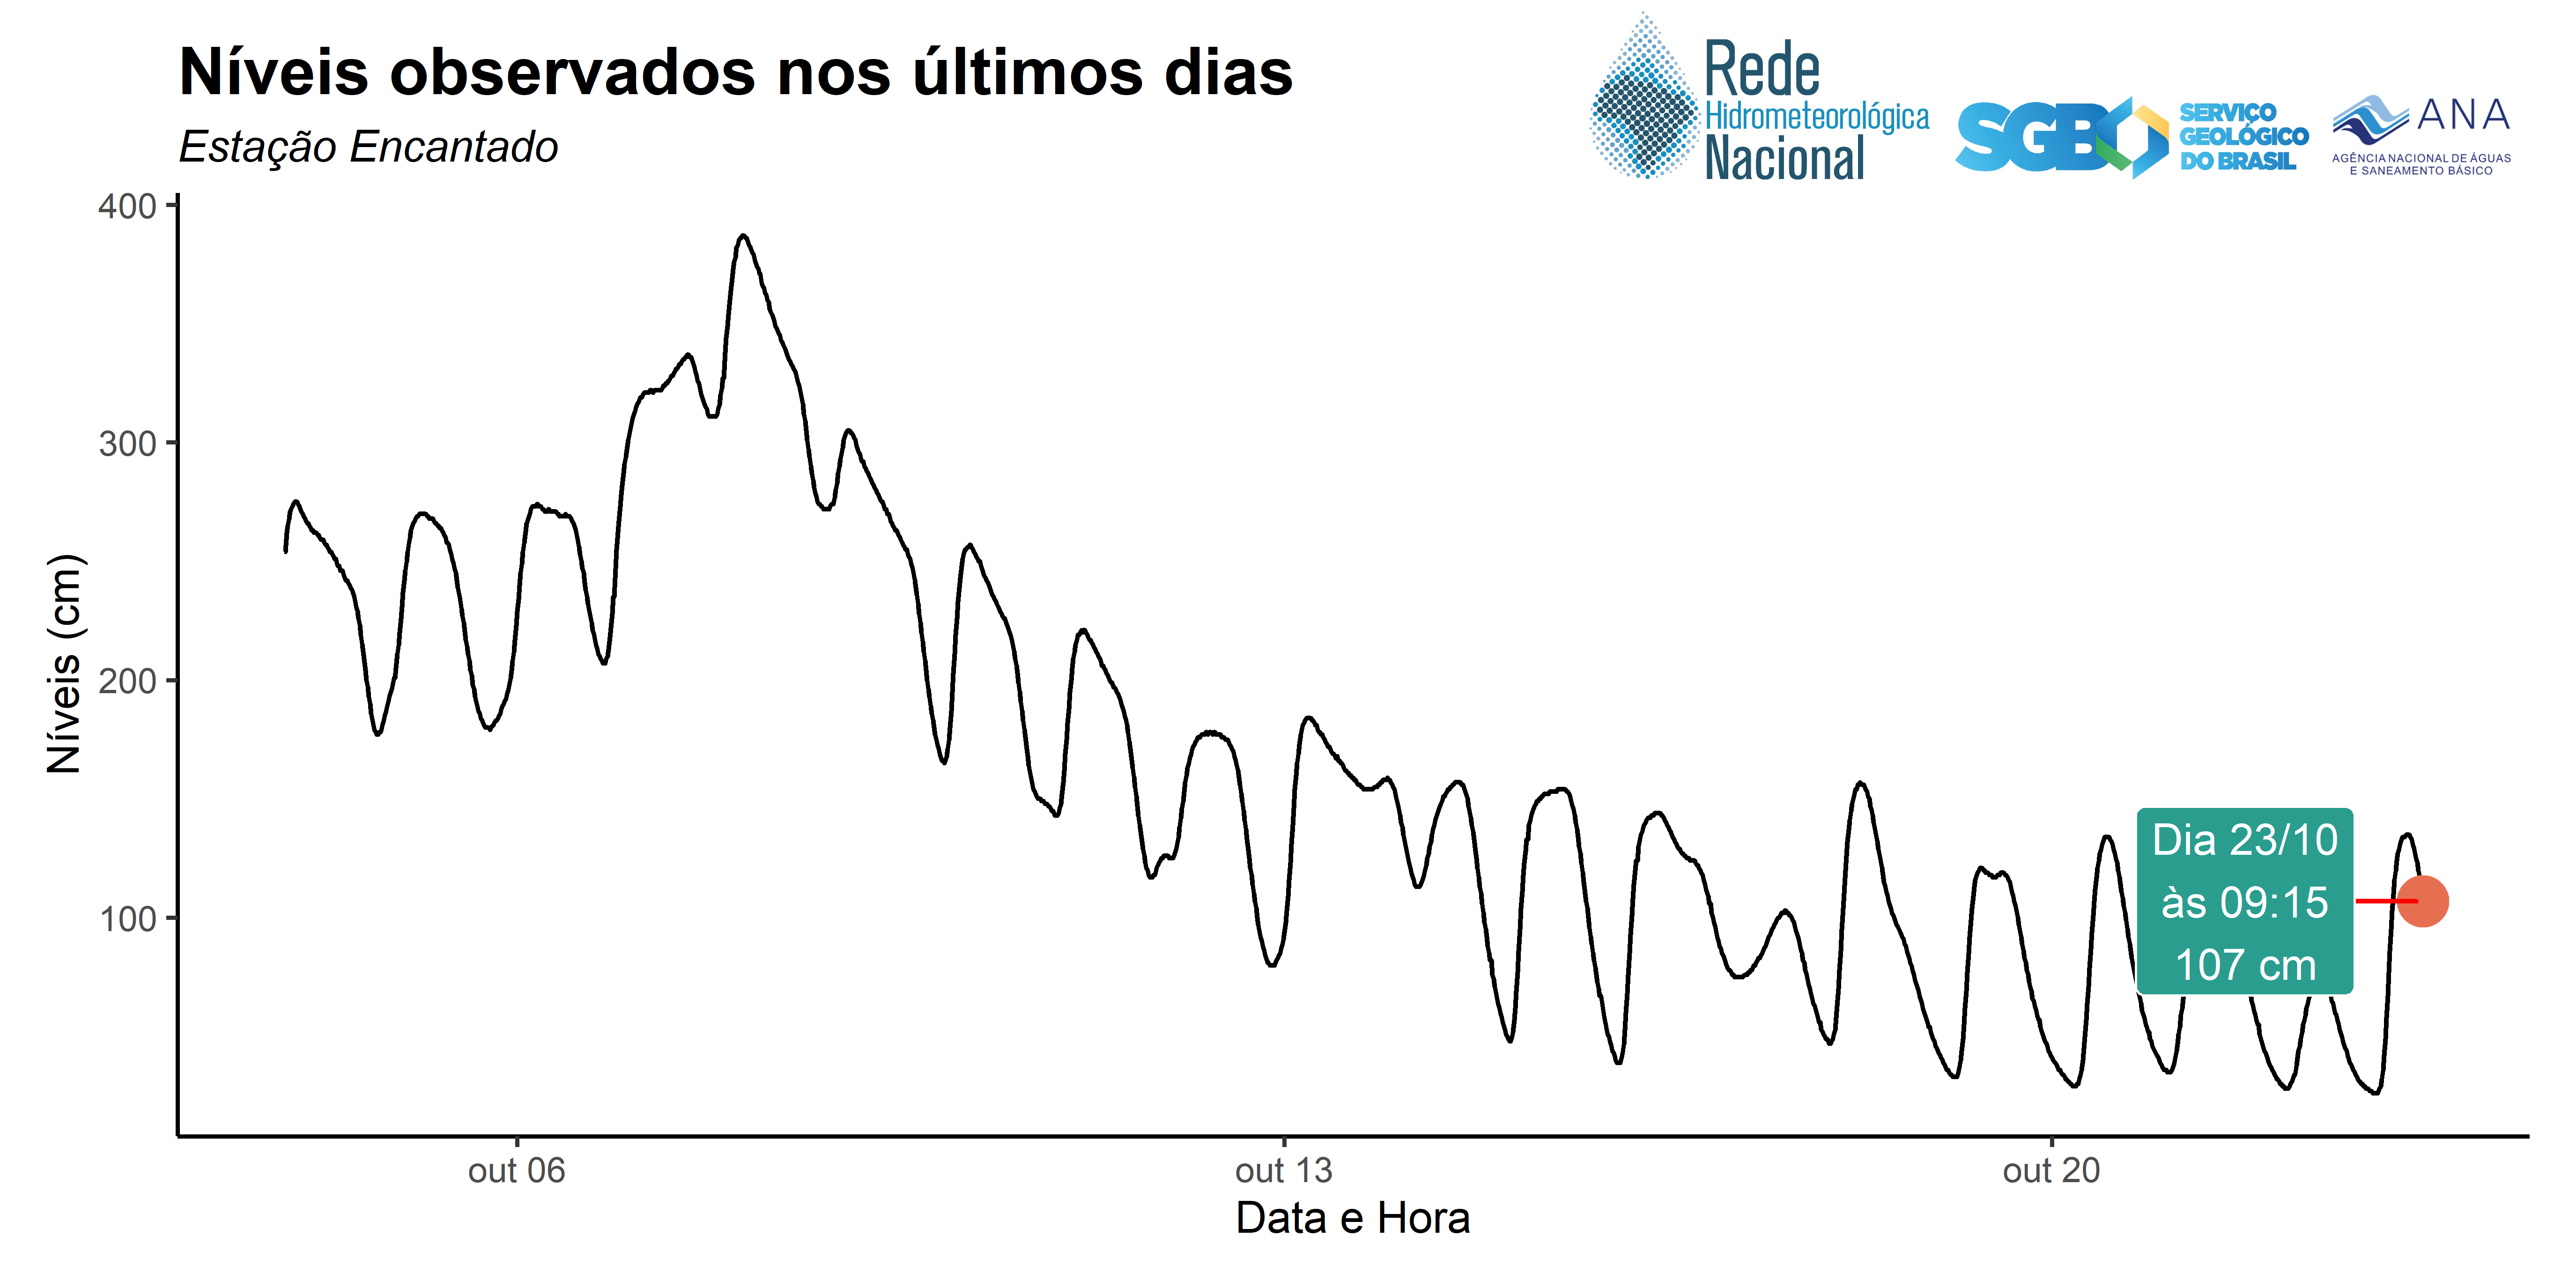 Níveis observados nos últimos dias
Estação Encantado
Rede
Hidrometeorológica
Nacional
SGB
SERVIÇO
GEOLÓGICO
DO BRASIL
ANA
AGÊNCIA NACIONAL DE ÁGUAS
E SANEAMENTO BÁSICO
400
300
200
100
Níveis (cm)
Dia 23/10
às 09:15
107 cm
out 06
out 13
out 20
Data e Hora